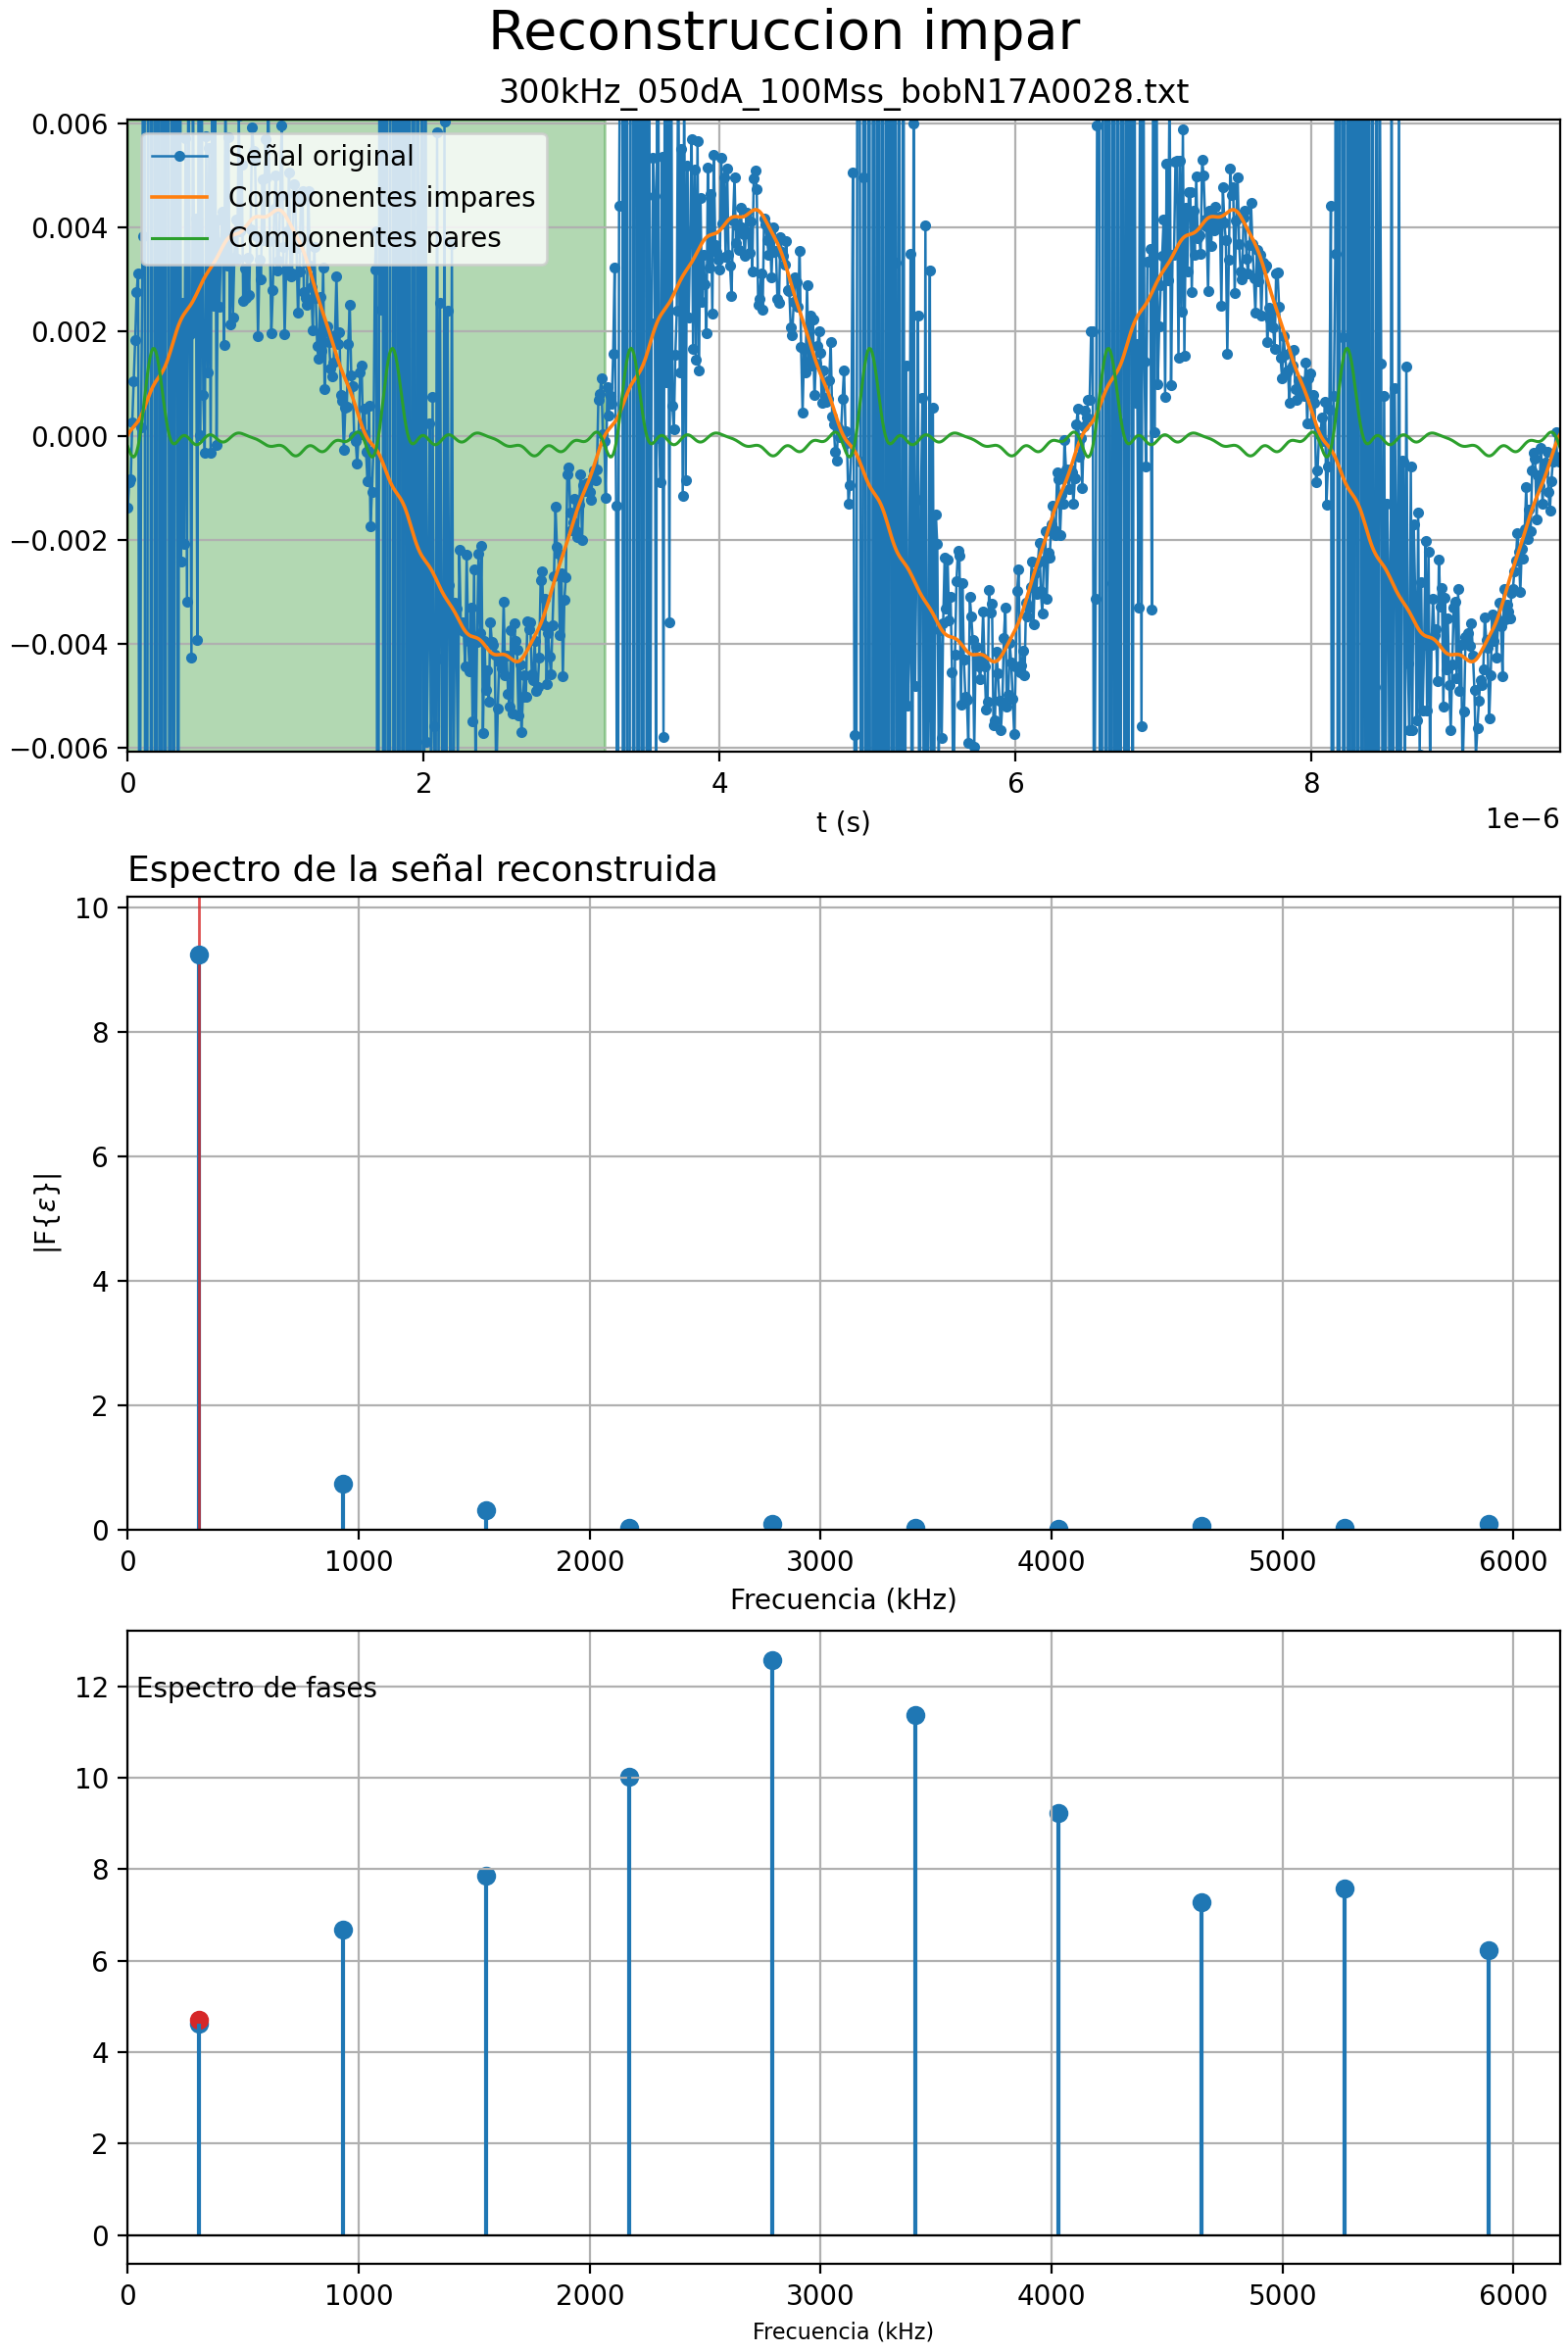 Reconstruccion impar
300kHz_050dA_100Mss_bobN17A0028.txt
0.006
0.004
0.002
0.000
−0.002
−0.004
−0.006
Señal original
Componentes impares
Componentes pares
0 2 4 6 8
1e−6
t (s)
Espectro de la señal reconstruida
10
8
6
4
2
0
|F{ε}|
0 1000 2000 3000 4000 5000 6000
Frecuencia (kHz)
Espectro de fases
12
10
8
6
4
2
0
0 1000 2000 3000 4000 5000 6000
Frecuencia (kHz)